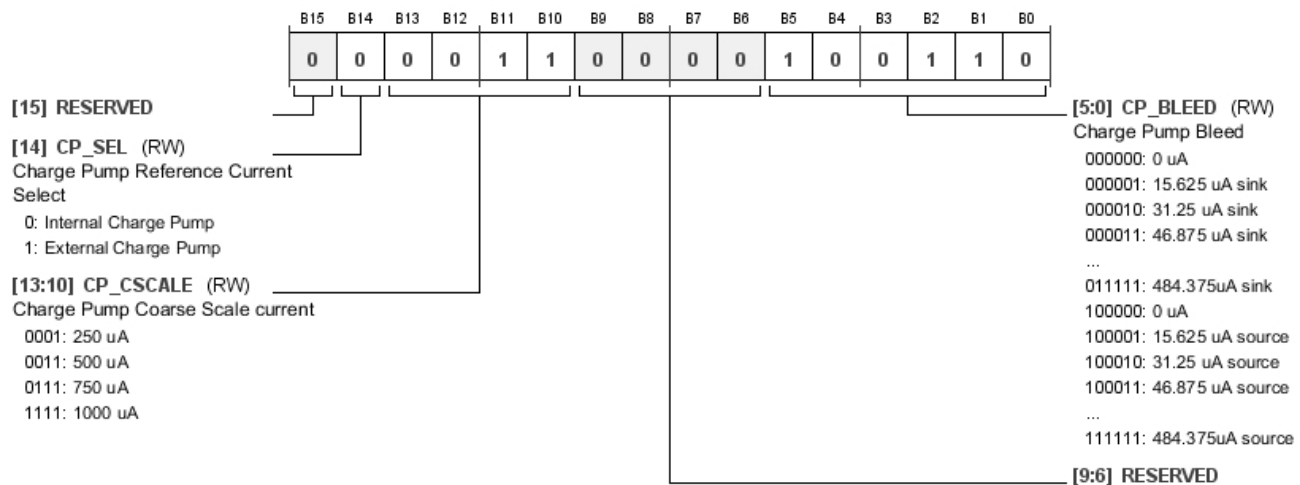 B15 B14 B13 B12 B11 B10 B9 B8 B7 B6 B5 B4 B3 B2 B1 B0
0 0 0 0 1 1 0 0 0 0 1 0 0 1 1 0
[15] RESERVED
[14] CP_SEL (RW)
Charge Pump Reference Current
Select
0: Internal Charge Pump
1: External Charge Pump
[13:10] CP_CSCALE (RW)
Charge Pump Coarse Scale current
0001: 250 uA
0011: 500 uA
0111: 750 uA
1111: 1000 uA
[5:0] CP_BLEED (RW)
Charge Pump Bleed
000000: 0 uA
000001: 15.625 uA sink
000010: 31.25 uA sink
000011: 46.875 uA sink
...
011111: 484.375uA sink
100000: 0 uA
100001: 15.625 uA source
100010: 31.25 uA source
100011: 46.875 uA source
...
111111: 484.375uA source
[9:6] RESERVED